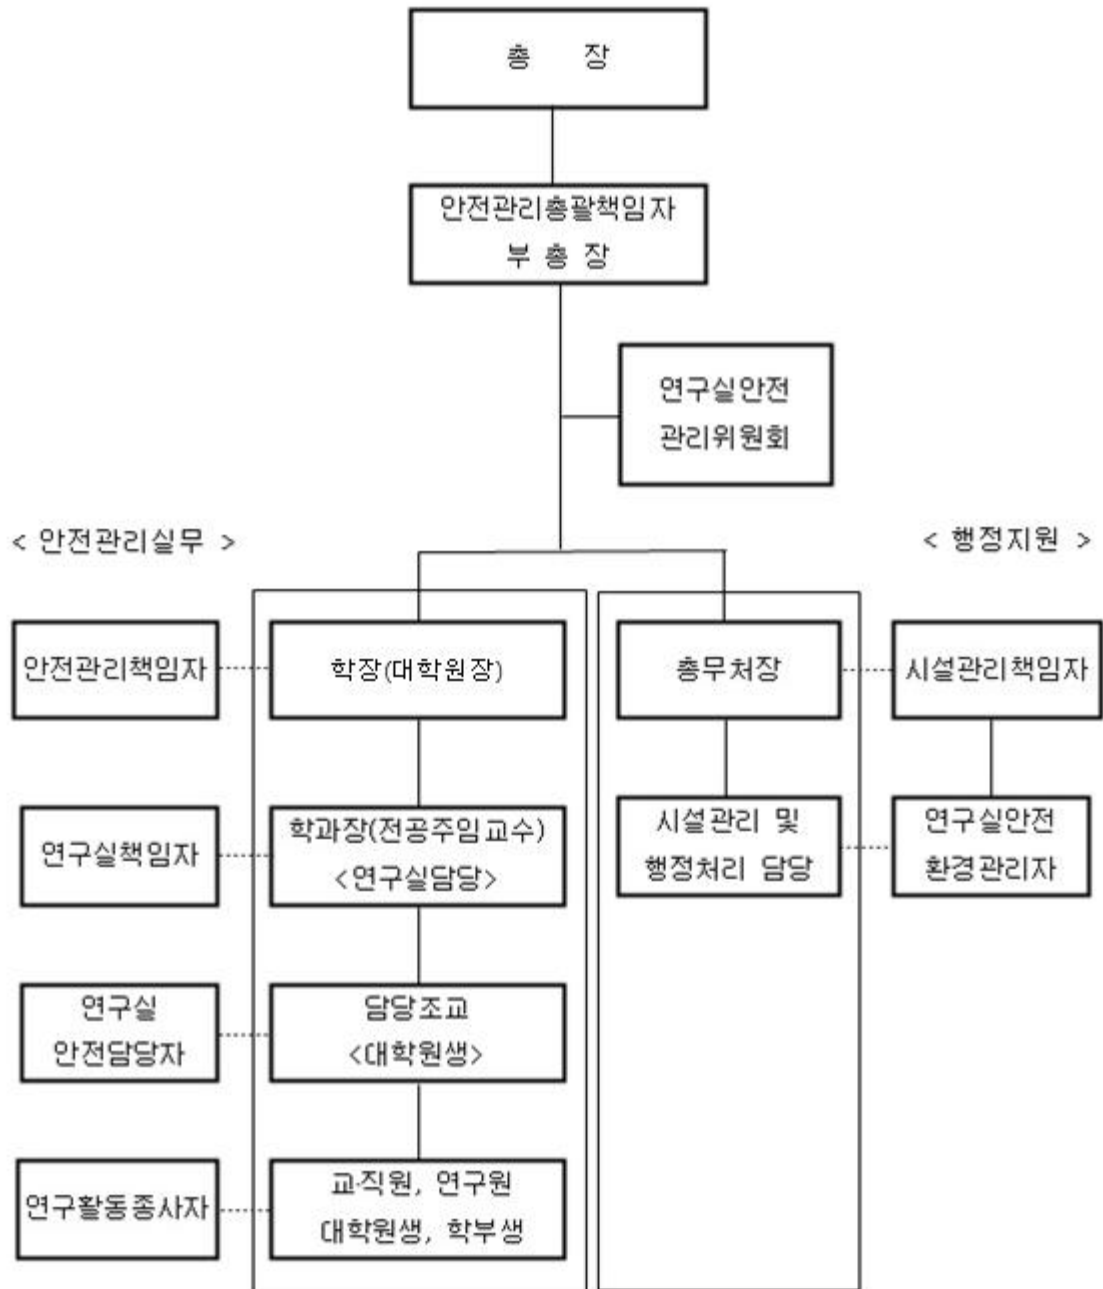 총 장
안전관리총괄책임자
부 총 장
연구실안전
관리위원회
< 안전관리실무 >
< 행정지원 >
안전관리책임자
학장(대학원장)
총무처장
시설관리책임자
연구실책임자
학과장(전공주임교수)
<연구실담당>
시설관리 및
행정처리 담당
연구실안전
환경관리자
연구실
안전담당자
담당조교
<대학원생>
연구활동종사자
교직원, 연구원
대학원생, 학부생